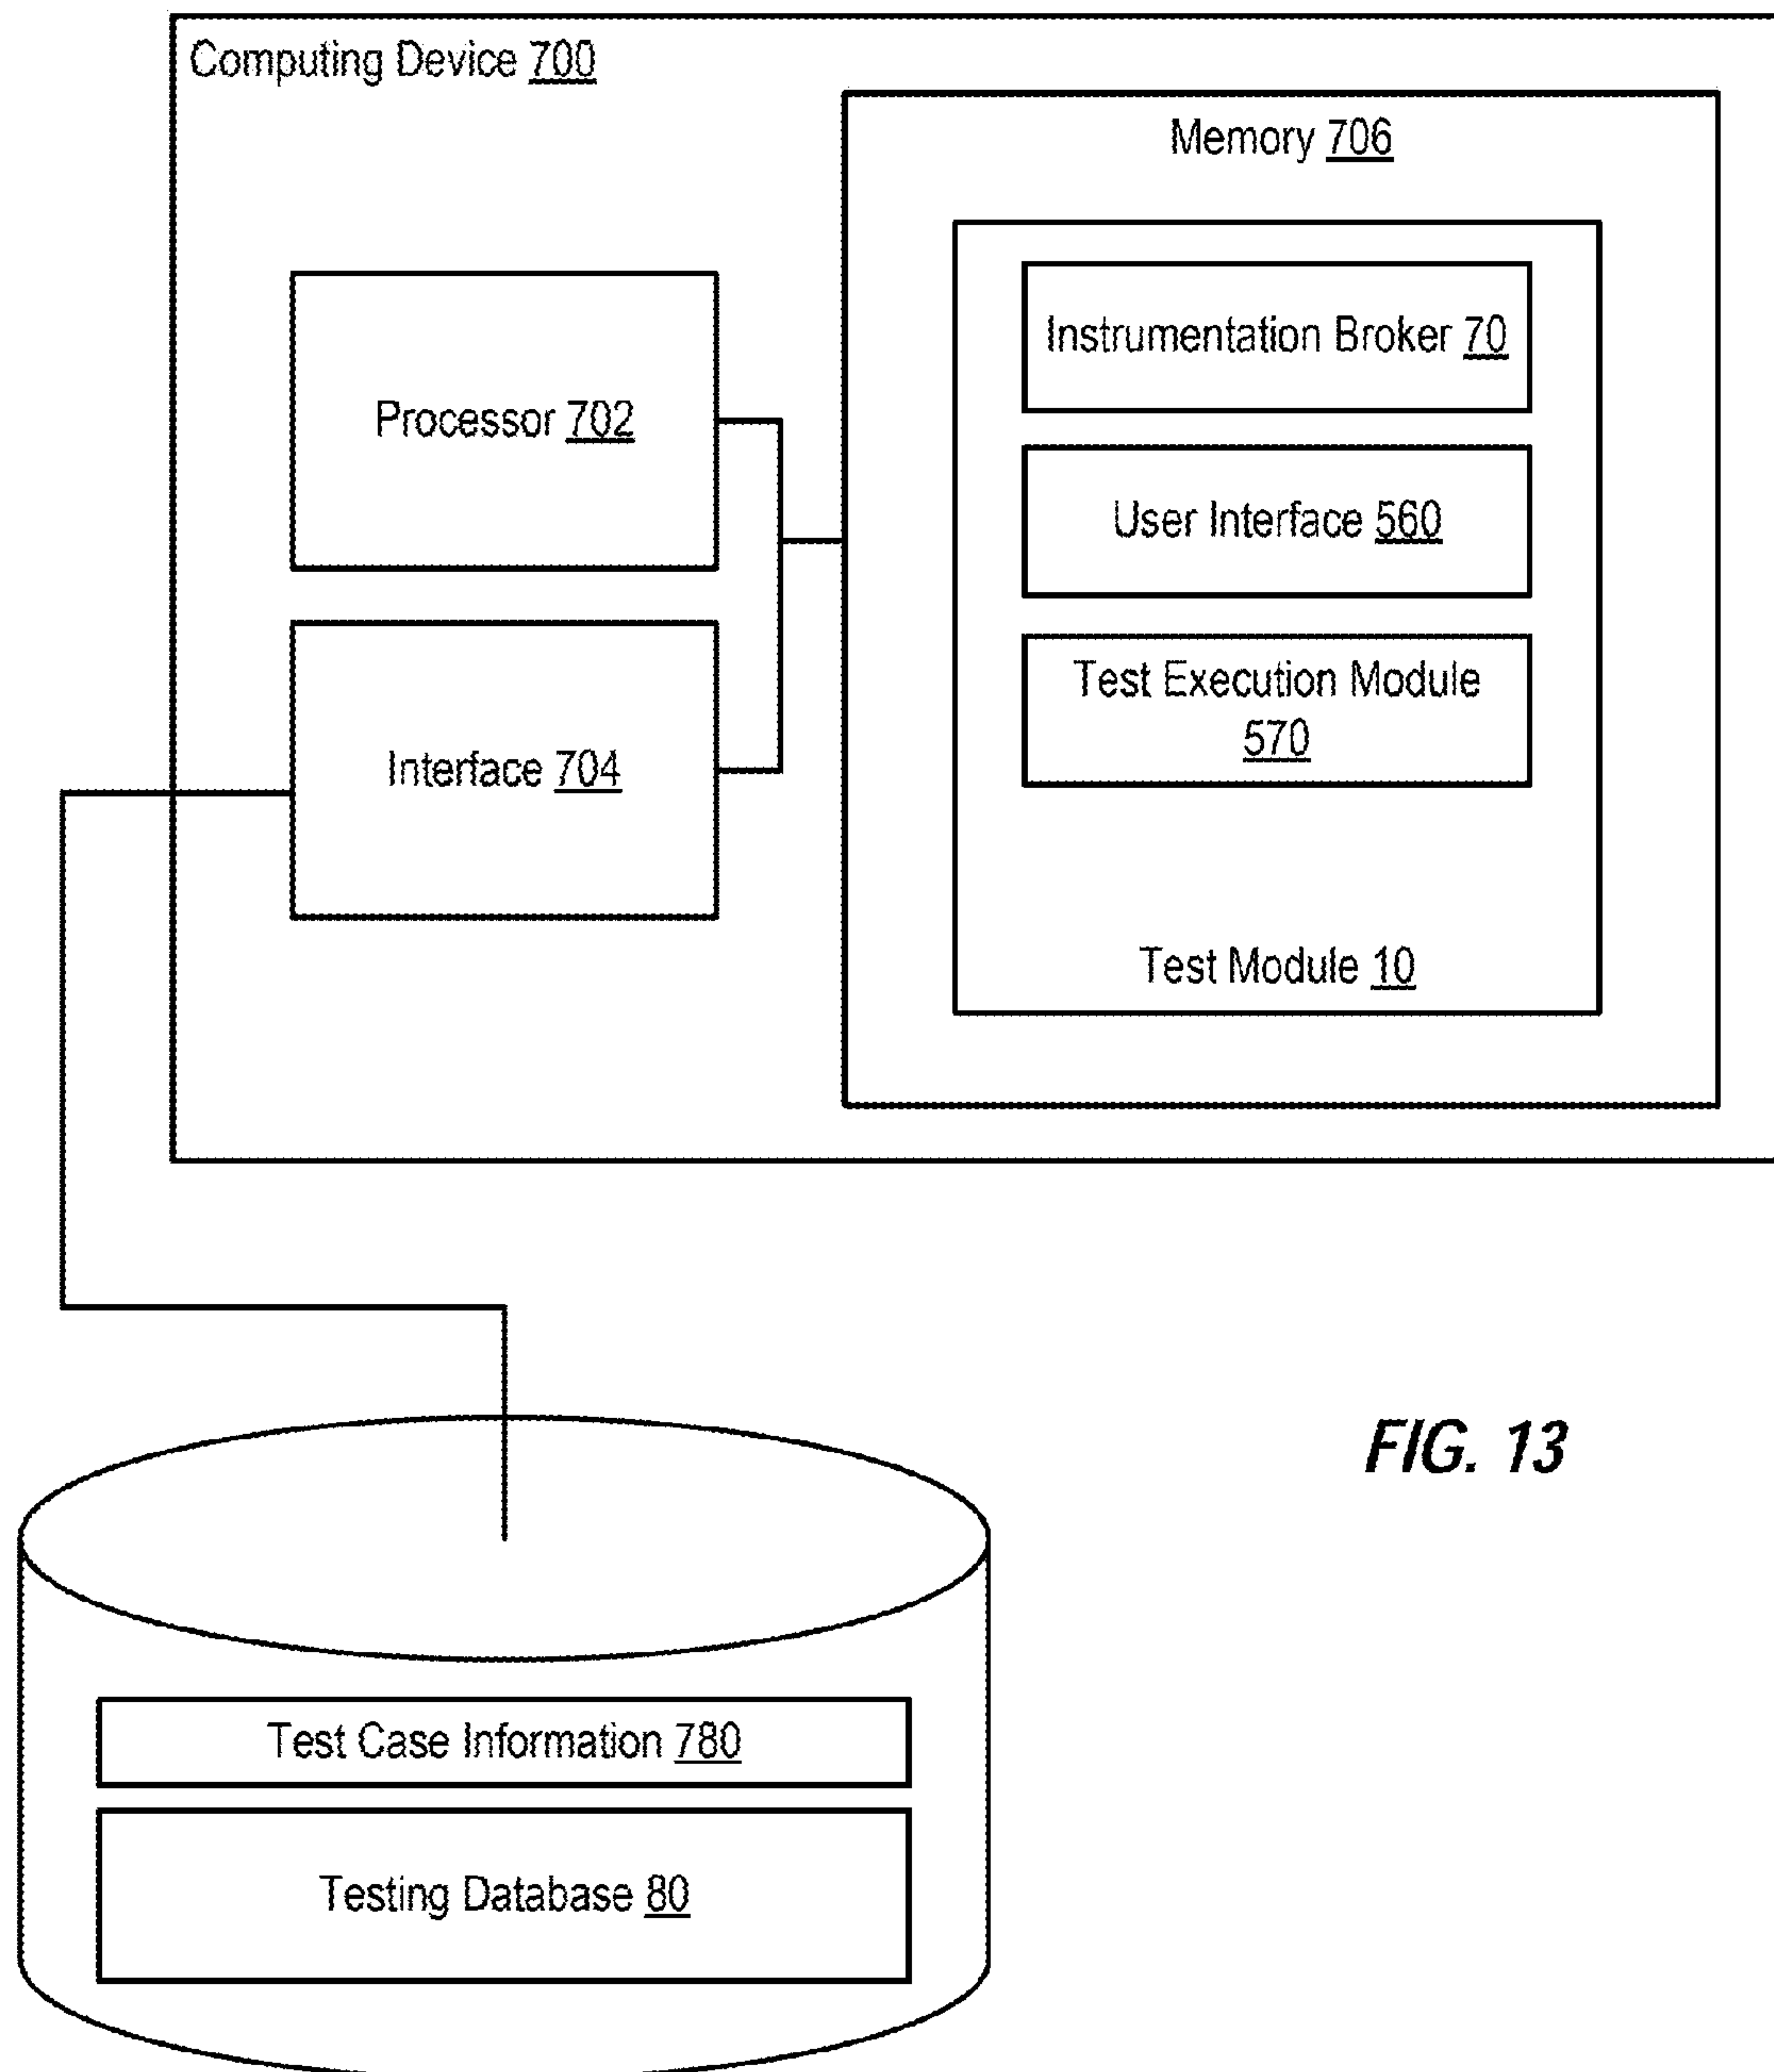 Computing Device 700
Memory 706
Instrumentation Broker 70
Processor 702
User Interface 560
Test Execution Module
570
Interface 704
Test Module 10
FIG. 13
Test Case Information 780
Testing Database 80